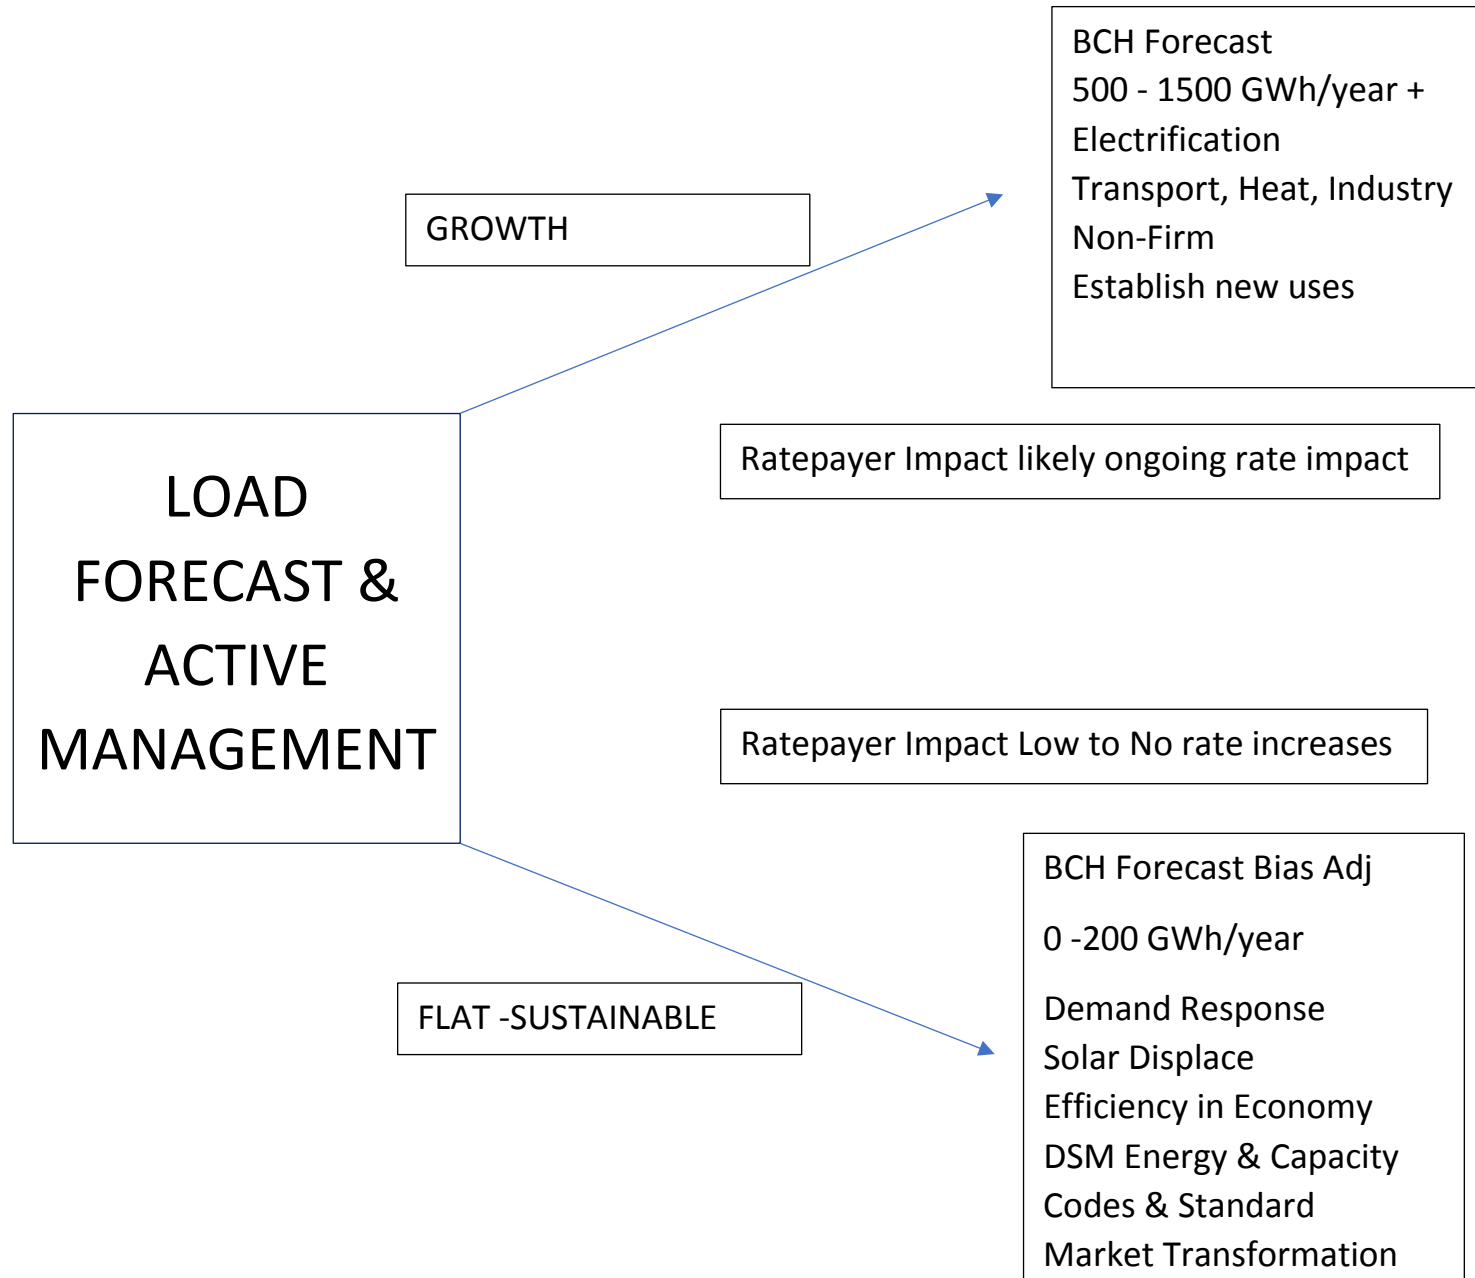 BCH Forecast
500 - 1500 GWh/year +
Electrification
Transport, Heat, Industry
Non-Firm
Establish new uses
GROWTH
Ratepayer Impact likely ongoing rate impact
LOAD
FORECAST &
ACTIVE
MANAGEMENT
Ratepayer Impact Low to No rate increases
FLAT -SUSTAINABLE
BCH Forecast Bias Adj
0 -200 GWh/year
Demand Response
Solar Displace
Efficiency in Economy
DSM Energy & Capacity
Codes & Standard
Market Transformation